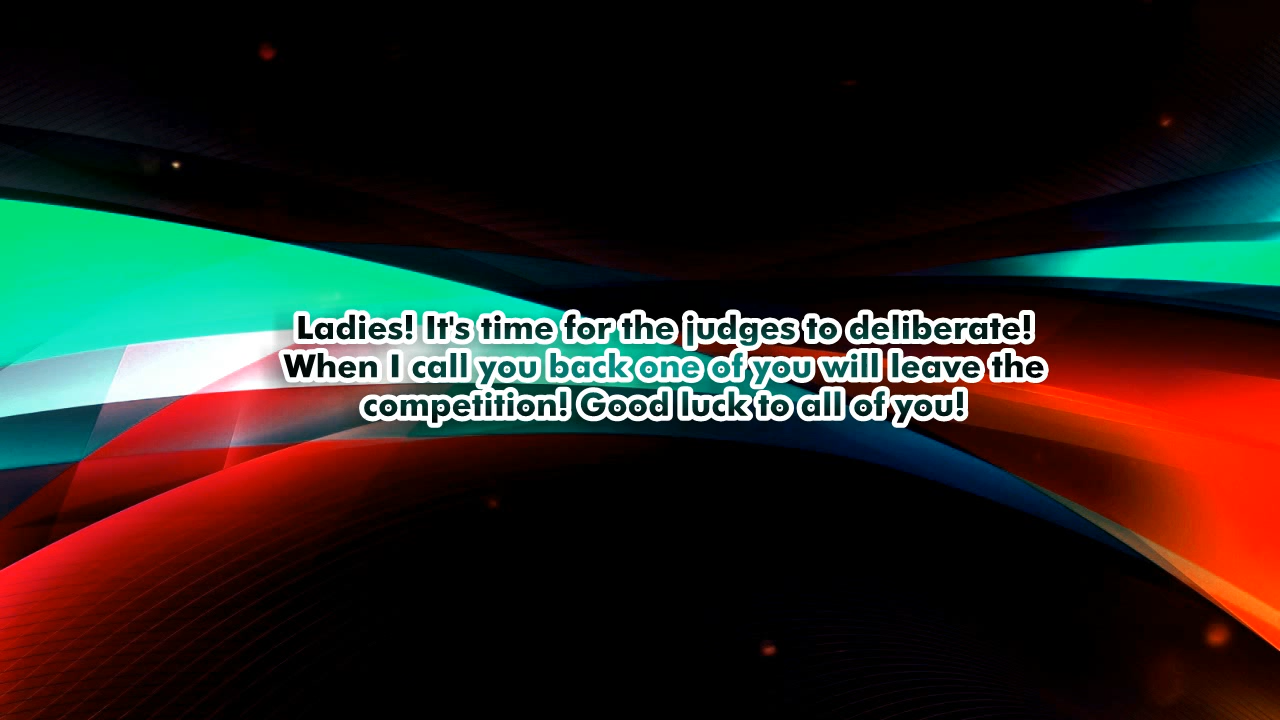 Ladies! It's time for the judges to deliberate!
When I call you back one of you will leave the
competition! Good luck to all of you!